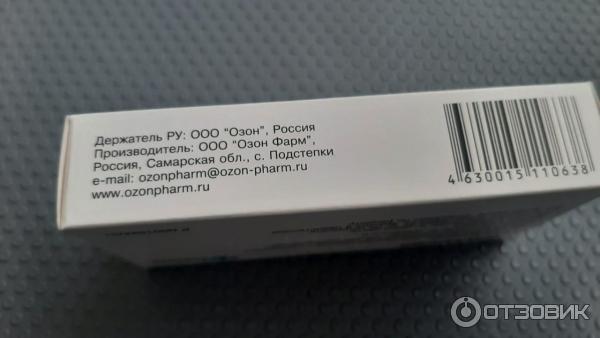 Держатель РУ: ООО "Озон", Россия
Производитель: ООО "Озон Фарм",
Россия, Самарская обл., с. Подстепки
e-mail: ozonpharm@ozon-pharm.ru
www.ozonpharm.ru
4 630015 110638
ОТЗОВИК